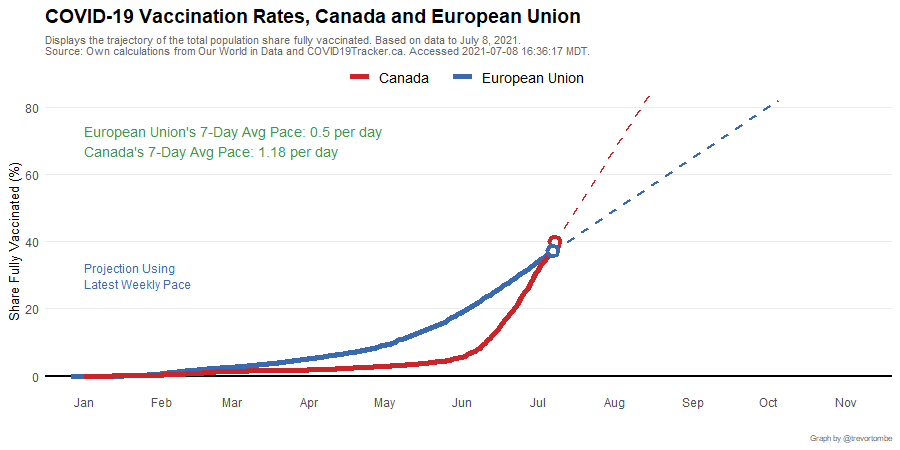 COVID-19 Vaccination Rates, Canada and European Union
Displays the trajectory of the total population share fully vaccinated. Based on data to July 8, 2021.
Source: Own calculations from Our World in Data and COVID19Tracker.ca. Accessed 2021-07-08 16:36:17 MDT.
Canada
European Union
80
60
40
20
0
Share Fully Vaccinated (%)
European Union's 7-Day Avg Pace: 0.5 per day
Canada's 7-Day Avg Pace: 1.18 per day
Projection Using
Latest Weekly Pace
Jan Feb Mar Apr May Jun Jul Aug Sep Oct Nov
Graph by @trevortombe